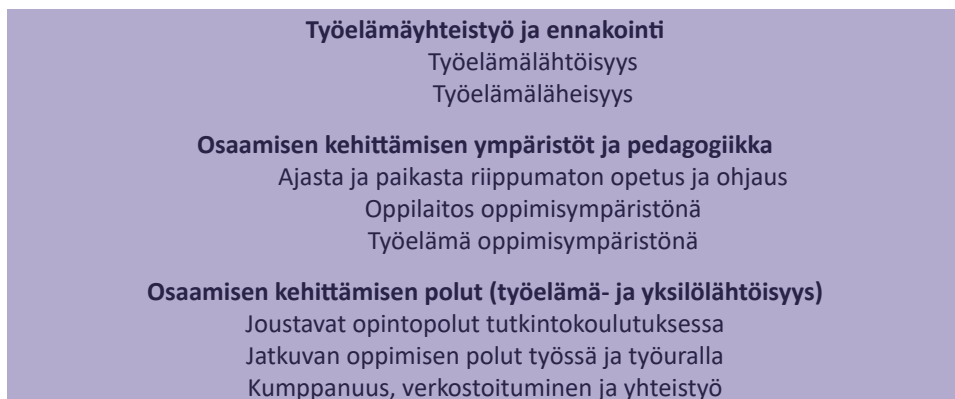 Työelämäyhteistyö ja ennakointi
Työelämälähtöisyys
Työelämäläheisyys
Osaamisen kehittämisen ympäristöt ja pedagogiikka
Ajasta ja paikasta riippumaton opetus ja ohjaus
Oppilaitos oppimisympäristönä
Työelämä oppimisympäristönä
Osaamisen kehittämisen polut (työelämä- ja yksilölähtöisyys)
Joustavat opintopolut tutkintokoulutuksessa
Jatkuvan oppimisen polut työssä ja työuralla
Kumppanuus, verkostoituminen ja yhteistyö